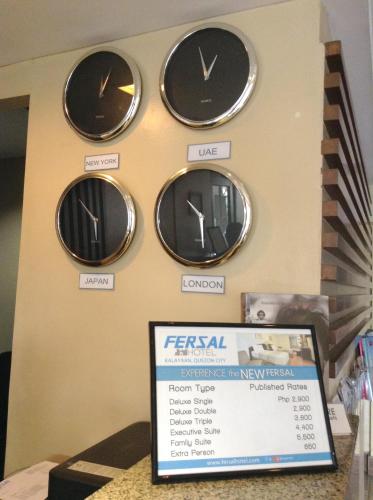 NEW YORK
UAE
JAPAN
LONDON
FERSAL
HOTEL
KALAYAAN, QUEZON CITY
EXPERIENCE the NEW FERSAL
Room Type Published Rates
Deluxe Single Php 2,900
Deluxe Double 2,900
Deluxe Triple 3,900
Executive Suite 4,400
Family Suite 5,500
Extra Person 650
www.fersalhotel.com